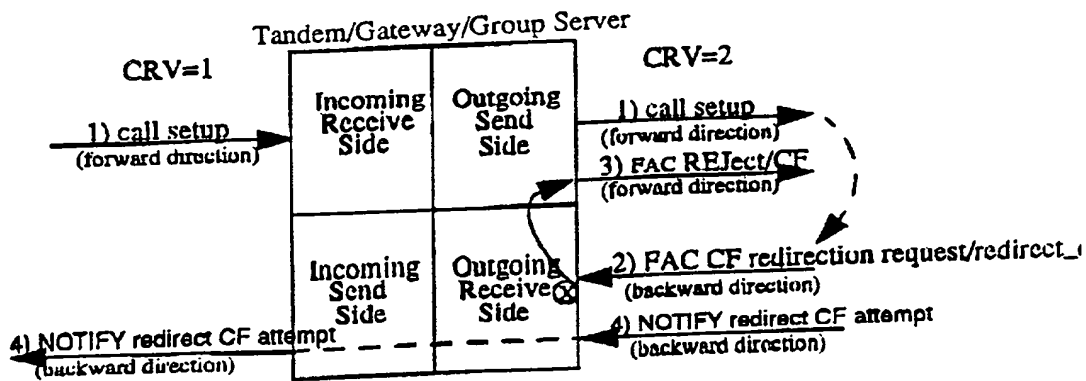 Tandem/Gateway/Group Server
CRV=1
CRV=2
Incoming
Receive
Side
Outgoing
Send
Side
1) call setup
(forward direction)
1) call setup
(forward direction)
3) FAC REJect/CF
(forward direction)
Incoming
Send
Side
Outgoing
Receive
Side
2) FAC CF redirection request/redirect_
(backward direction)
4) NOTIFY redirect CF attempt
(backward direction)
4) NOTIFY redirect CF attempt
(backward direction)